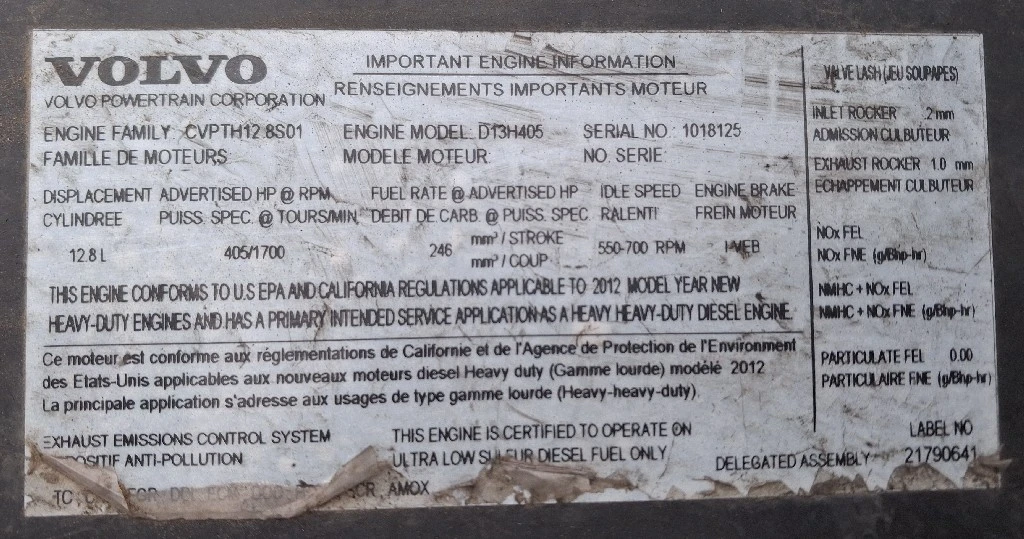 VOLVO
VOLVO POWERTRAIN CORPORATION
IMPORTANT ENGINE INFORMATION
RENSEIGNEMENTS IMPORTANTS MOTEUR
ENGINE FAMILY CVPTH12.8S01 ENGINE MODEL: D13H405 SERIAL NO: 1018125
FAMILLE DE MOTEURS MODELE MOTEUR: NO. SERIE:
DISPLACEMENT ADVERTISED HP @ RPM FUEL RATE @ ADVERTISED HP IDLE SPEED ENGINE BRAKE
CYLINDREE PUISS. SPEC. @ TOURS/MIN. DEBIT DE CARB. @ PUISS. SPEC. RALENTI FREIN MOTEUR
12.8 L 405/1700 246 mm³ / STROKE 550-700 RPM I-VEB
mm³ / COUP
THIS ENGINE CONFORMS TO U.S EPA AND CALIFORNIA REGULATIONS APPLICABLE TO 2012 MODEL YEAR NEW
HEAVY-DUTY ENGINES AND HAS A PRIMARY INTENDED SERVICE APPLICATION AS A HEAVY HEAVY-DUTY DIESEL ENGINE.
Ce moteur est conforme aux réglementations de Californie et de l'Agence de Protection de l'Environment
des Etats-Unis applicables aux nouveaux moteurs diesel Heavy duty (Gamme lourde) modélé 2012
La principale application s'adresse aux usages de type gamme lourde (Heavy-heavy-duty).
EXHAUST EMISSIONS CONTROL SYSTEM THIS ENGINE IS CERTIFIED TO OPERATE ON
ANTI-POLLUTION ULTRA LOW SULFUR DIESEL FUEL ONLY
TC AMOX
VALVE LASH (JEU SOUPAPES)
INLET ROCKER .2 mm
ADMISSION CULBUTEUR
EXHAUST ROCKER 1.0 mm
ECHAPPEMENT CULBUTEUR
NOx FEL
NOx FNE (g/Bhp-hr)
NMHC + NOx FEL
NMHC + NOx FNE (g/Bhp-hr)
PARTICULATE FEL 0.00
PARTICULAIRE FNE (g/Bhp-hr)
LABEL NO
DELEGATED ASSEMBLY 21790641